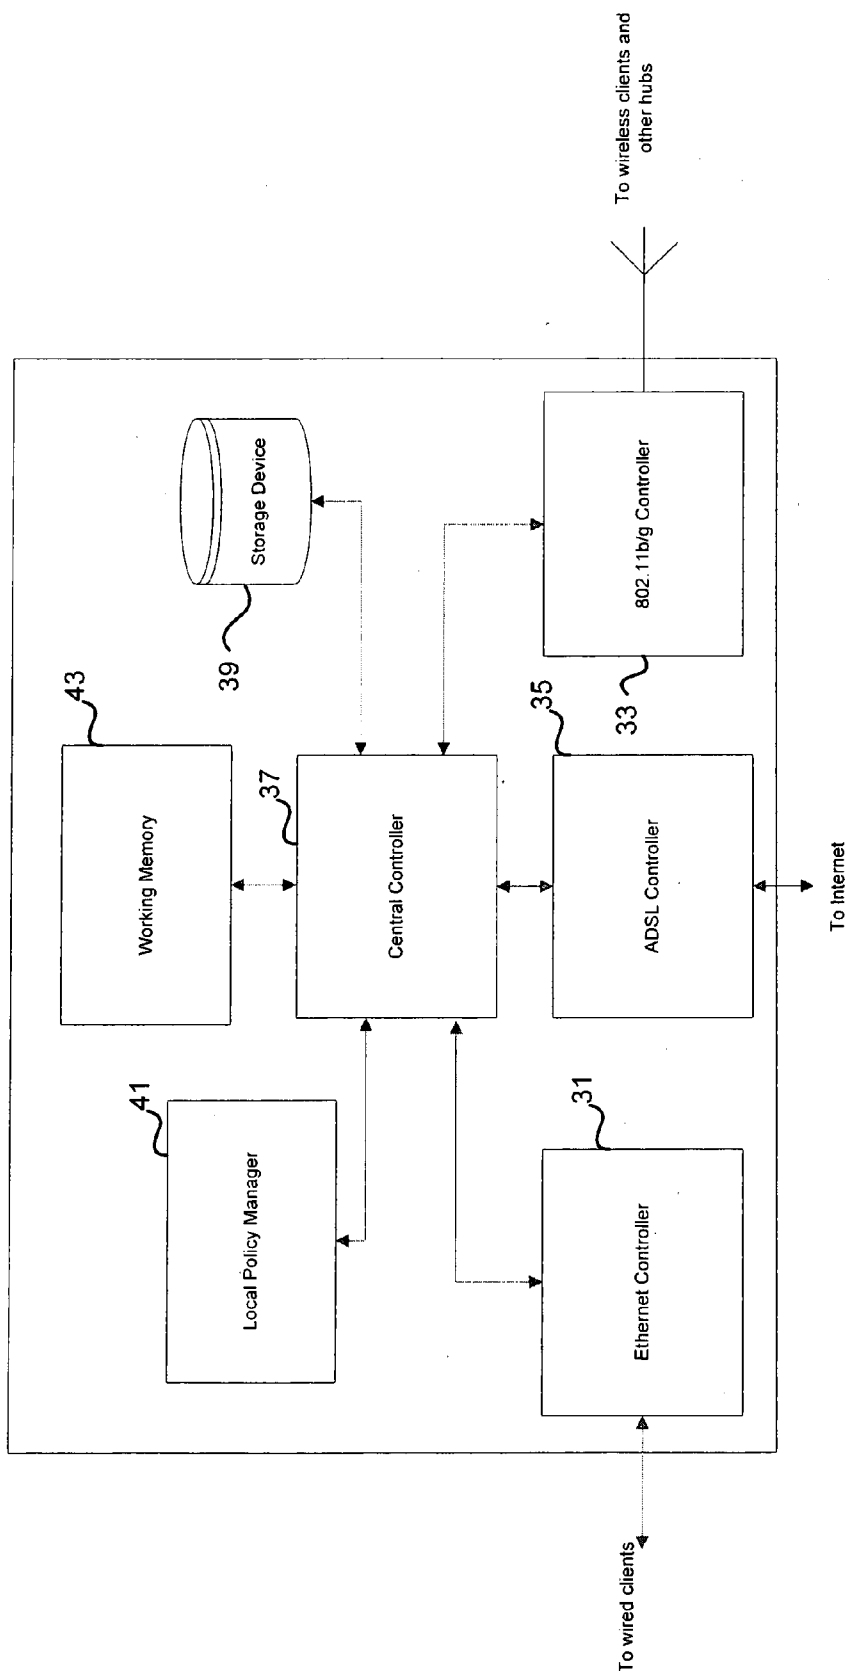 43
Working Memory
41
Local Policy Manager
37
Central Controller
39
Storage Device
31
Ethernet Controller
35
ADSL Controller
33
802.11b/g Controller
To wired clients
To Internet
To wireless clients and
other hubs